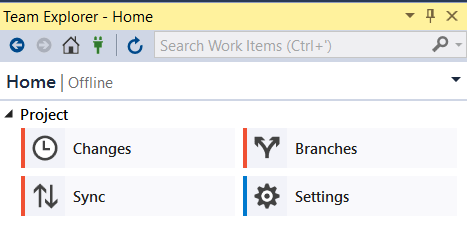 Team Explorer - Home
Search Work Items (Ctrl+')
Home | Offline
Project
Changes
Branches
Sync
Settings